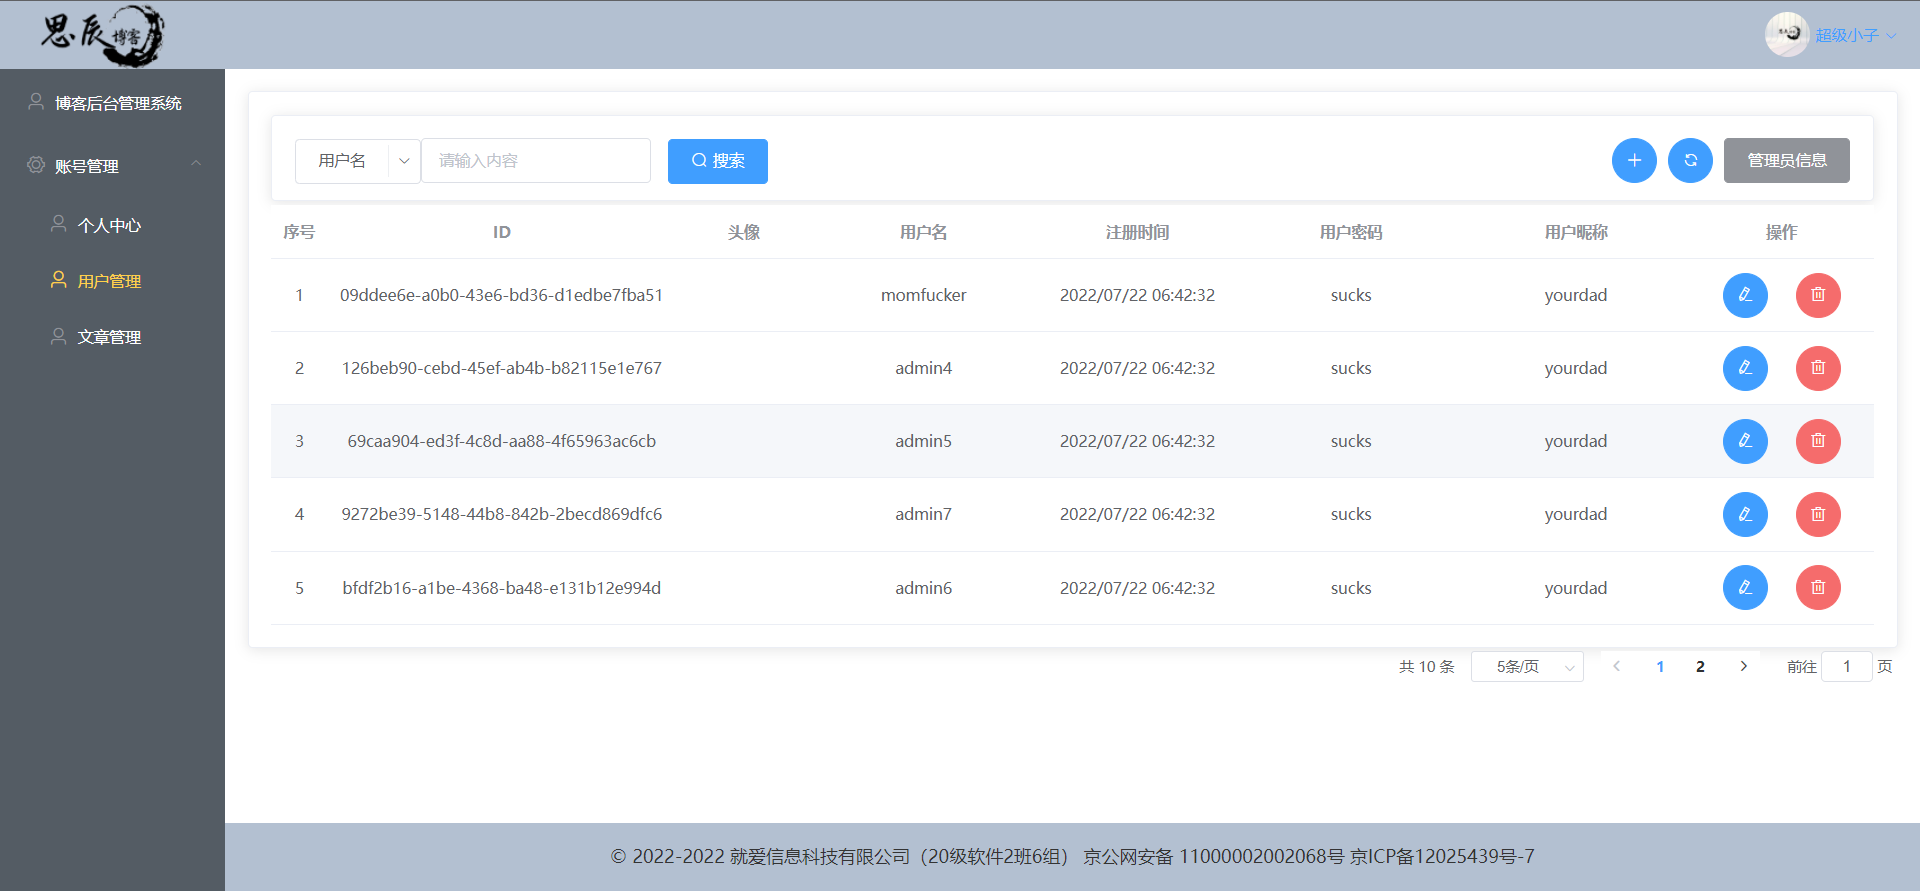 思辰博客
超级小子
博客后台管理系统
账号管理
个人中心
用户管理
文章管理
用户名 请输入内容 搜索 管理员信息
序号 ID 头像 用户名 注册时间 用户密码 用户昵称 操作
1 09ddee6e-a0b0-43e6-bd36-d1edbe7fba51 momfucker 2022/07/22 06:42:32 sucks yourdad
2 126beb90-cebd-45ef-ab4b-b82115e1e767 admin4 2022/07/22 06:42:32 sucks yourdad
3 69caa904-ed3f-4c8d-aa88-4f65963ac6cb admin5 2022/07/22 06:42:32 sucks yourdad
4 9272be39-5148-44b8-842b-2becd869dfc6 admin7 2022/07/22 06:42:32 sucks yourdad
5 bfdf2b16-a1be-4368-ba48-e131b12e994d admin6 2022/07/22 06:42:32 sucks yourdad
共 10 条 5条/页 1 2 前往 1 页
© 2022-2022 就爱信息科技有限公司（20级软件2班6组） 京公网安备 11000002002068号 京ICP备12025439号-7